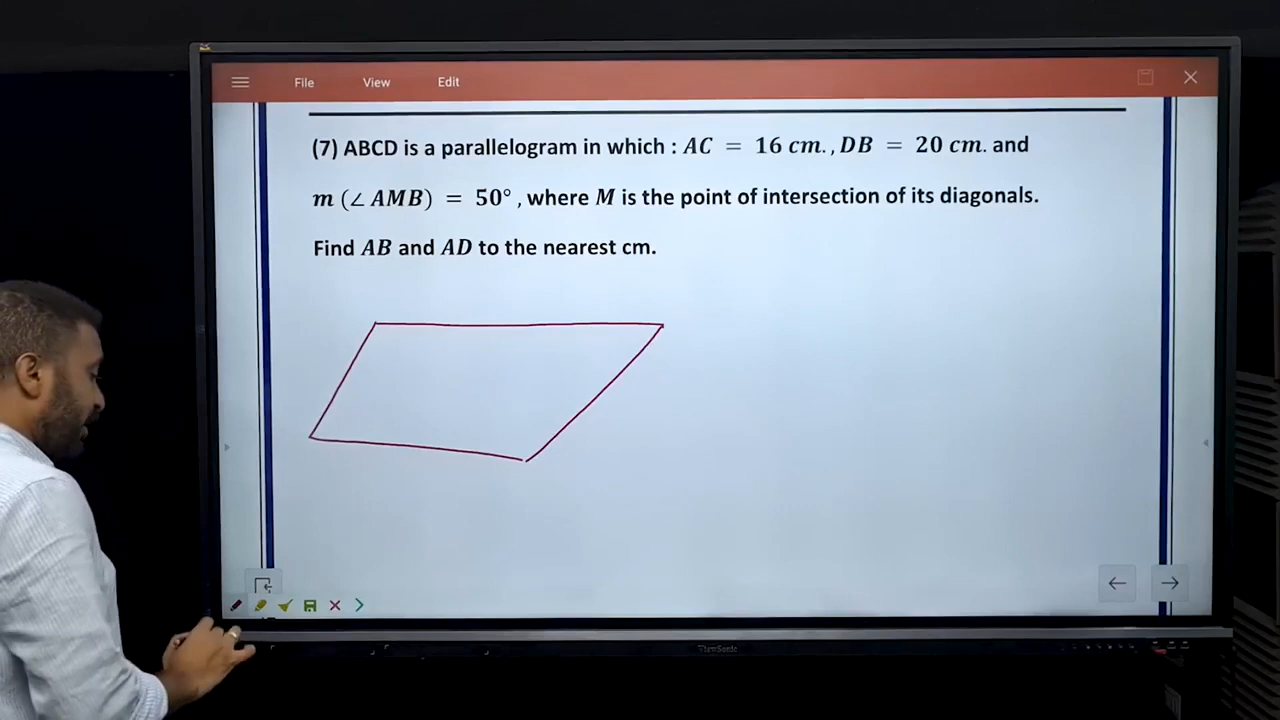 File View Edit
(7) ABCD is a parallelogram in which : AC = 16 cm. , DB = 20 cm. and
m (∠ AMB) = 50° , where M is the point of intersection of its diagonals.
Find AB and AD to the nearest cm.
ViewSonic